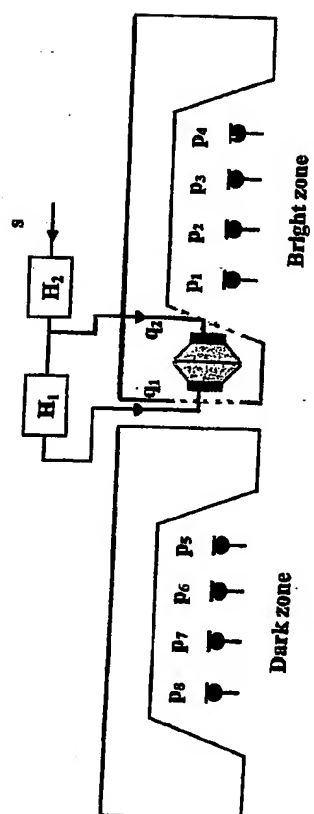 s
H₂
H₁
q₂
q₁
p₁ p₂ p₃ p₄
Bright zone
p₈ p₇ p₆ p₅
Dark zone